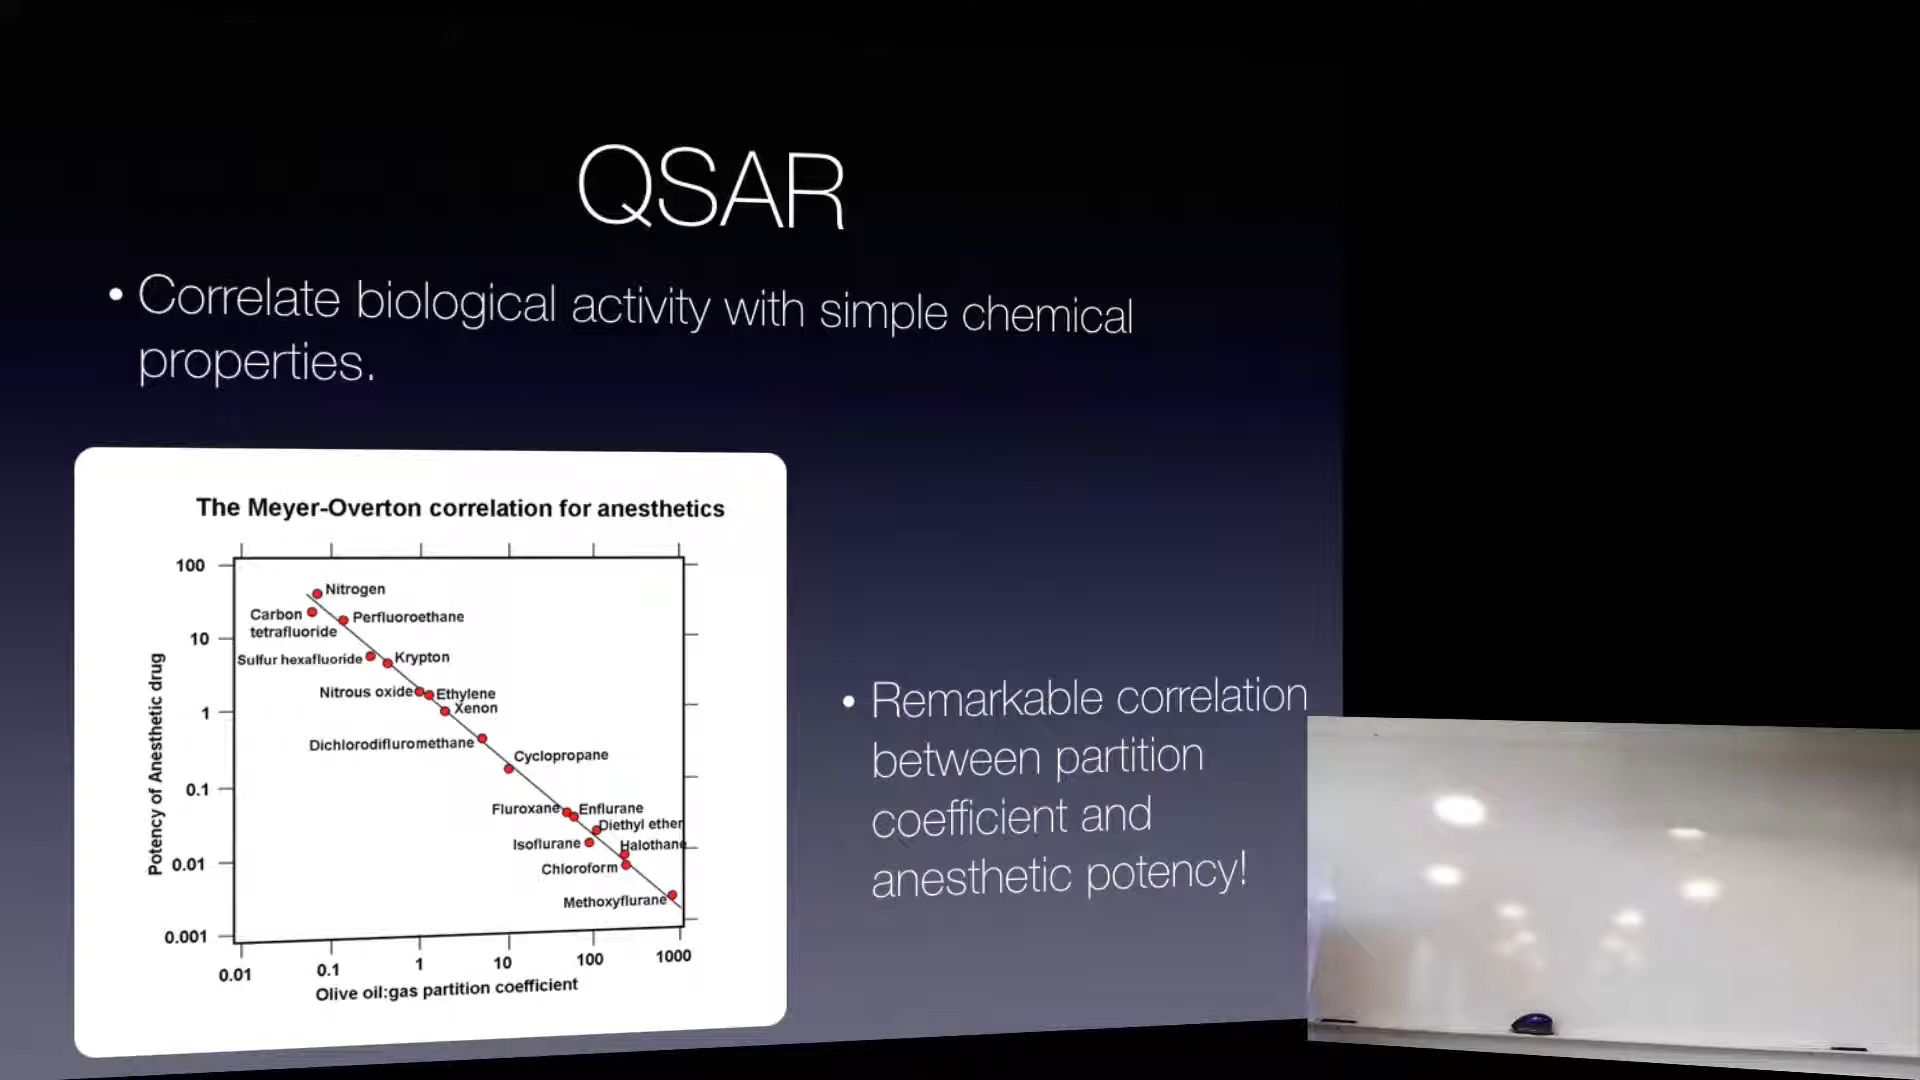 QSAR
• Correlate biological activity with simple chemical
properties.
The Meyer-Overton correlation for anesthetics
100
10
1
0.1
0.01
0.001
Potency of Anesthetic drug
Nitrogen
Carbon
tetrafluoride
Perfluoroethane
Sulfur hexafluoride
Krypton
Nitrous oxide
Ethylene
Xenon
Dichlorodifluromethane
Cyclopropane
Fluroxane
Enflurane
Diethyl ether
Isoflurane
Halothane
Chloroform
Methoxyflurane
0.01 0.1 1 10 100 1000
Olive oil:gas partition coefficient
• Remarkable correlation
between partition
coefficient and
anesthetic potency!